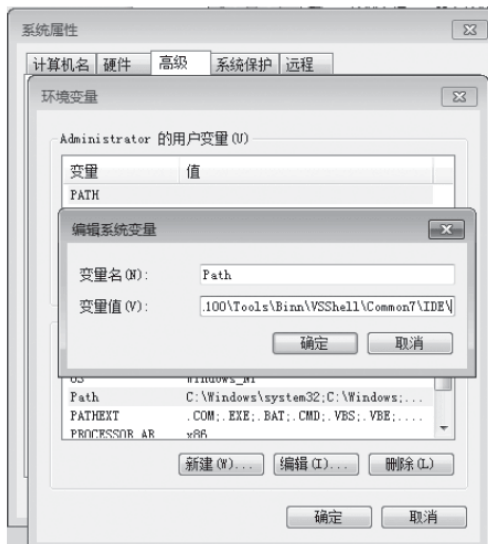 系统属性
计算机名 硬件 高级 系统保护 远程
环境变量
Administrator 的用户变量(U)
变量 值
PATH
编辑系统变量
变量名(N): Path
变量值(V): .100\Tools\Binn\VSShell\Common7\IDE\
确定 取消
Path C:\Windows\system32;C:\Windows;...
PATHEXT .COM;.EXE;.BAT;.CMD;.VBS;.VBE;....
PROCESSOR_AR x86
新建(W)... 编辑(I)... 删除(L)
确定 取消